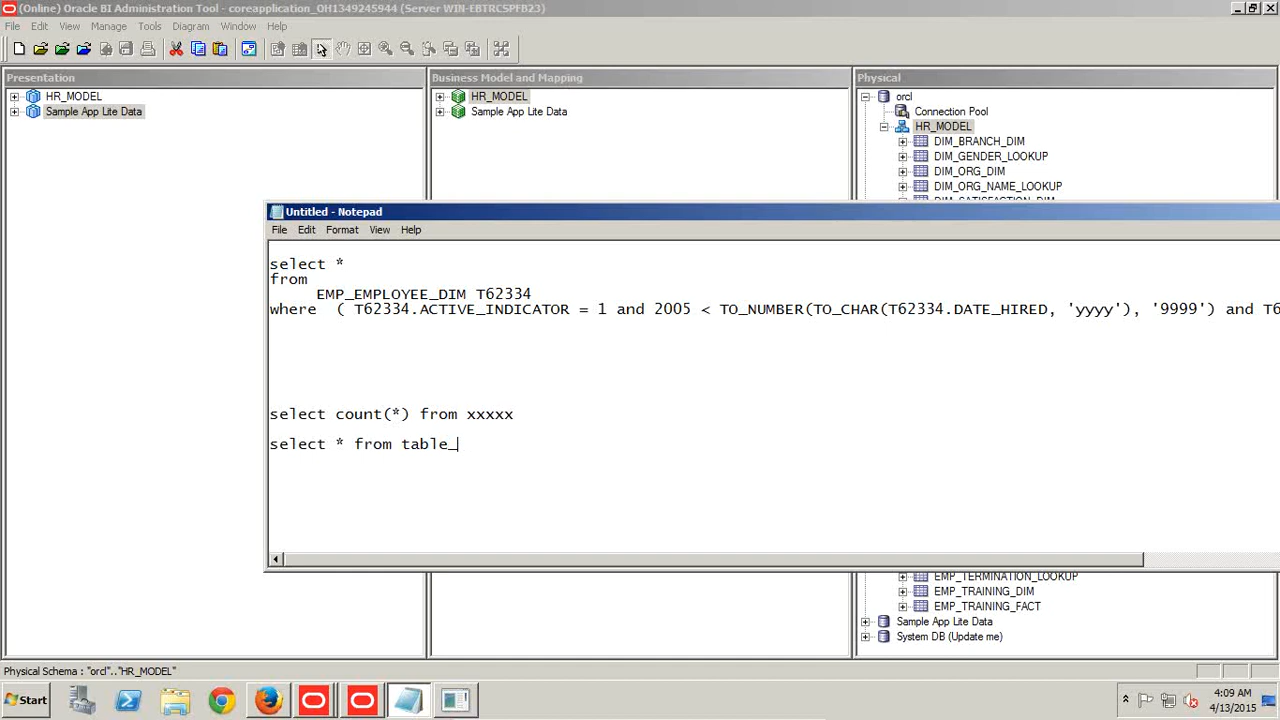 (Online) Oracle BI Administration Tool - coreapplication_OH1349245944 (Server WIN-EBTRCSPFB23)
File Edit View Manage Tools Diagram Window Help
Presentation
HR_MODEL
Sample App Lite Data
Business Model and Mapping
HR_MODEL
Sample App Lite Data
Physical
orcl
Connection Pool
HR_MODEL
DIM_BRANCH_DIM
DIM_GENDER_LOOKUP
DIM_ORG_DIM
DIM_ORG_NAME_LOOKUP
DIM_SATISFACTION_DIM
Untitled - Notepad
File Edit Format View Help
select *
from
EMP_EMPLOYEE_DIM T62334
where ( T62334.ACTIVE_INDICATOR = 1 and 2005 < TO_NUMBER(TO_CHAR(T62334.DATE_HIRED, 'yyyy'), '9999') and T6
select count(*) from xxxxx
select * from table_
EMP_TERMINATION_LOOKUP
EMP_TRAINING_DIM
EMP_TRAINING_FACT
Sample App Lite Data
System DB (Update me)
Physical Schema : "orcl".."HR_MODEL"
Start
4:09 AM
4/13/2015